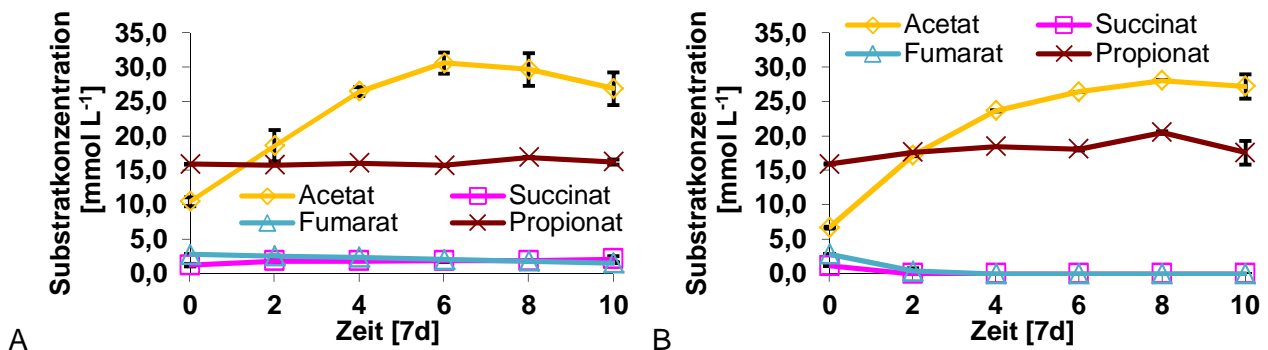 Substratkonzentration
[mmol L⁻¹]
35,0
30,0
25,0
20,0
15,0
10,0
5,0
0,0
Acetat Succinat
Fumarat Propionat
0 2 4 6 8 10
Zeit [7d]
A
Substratkonzentration
[mmol L⁻¹]
35,0
30,0
25,0
20,0
15,0
10,0
5,0
0,0
Acetat Succinat
Fumarat Propionat
0 2 4 6 8 10
Zeit [7d]
B